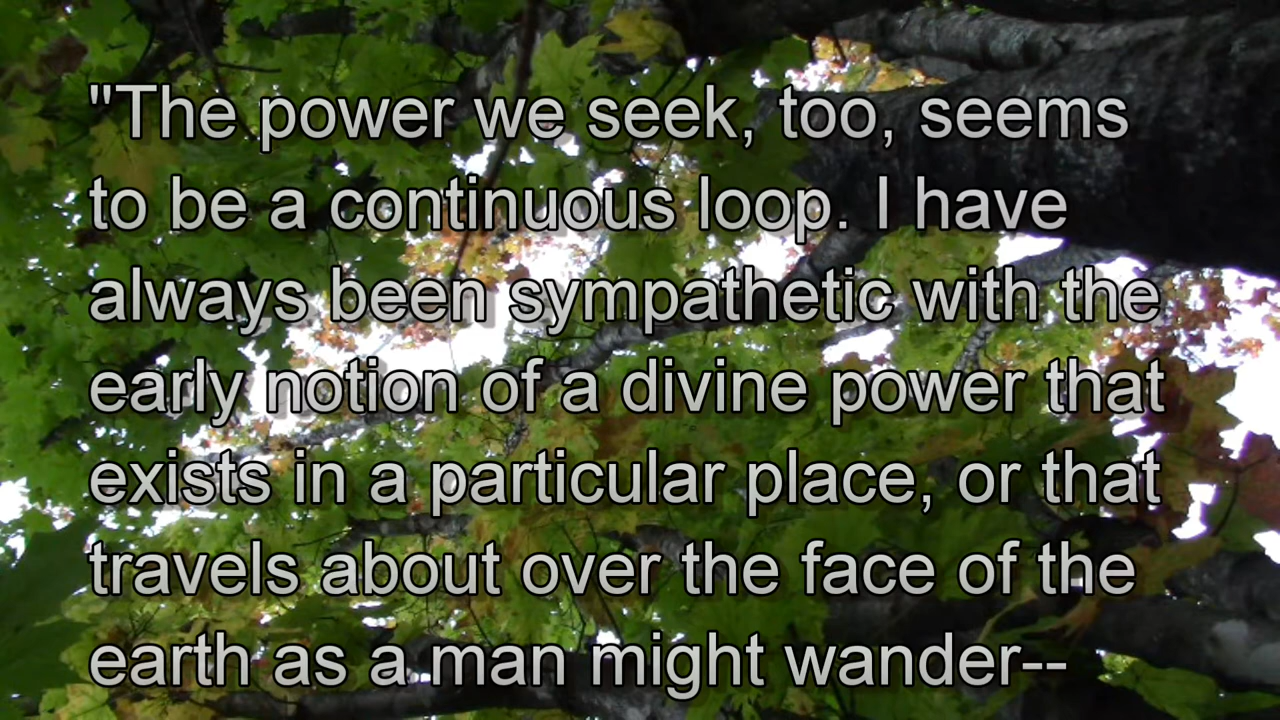 "The power we seek, too, seems
to be a continuous loop. I have
always been sympathetic with the
early notion of a divine power that
exists in a particular place, or that
travels about over the face of the
earth as a man might wander--